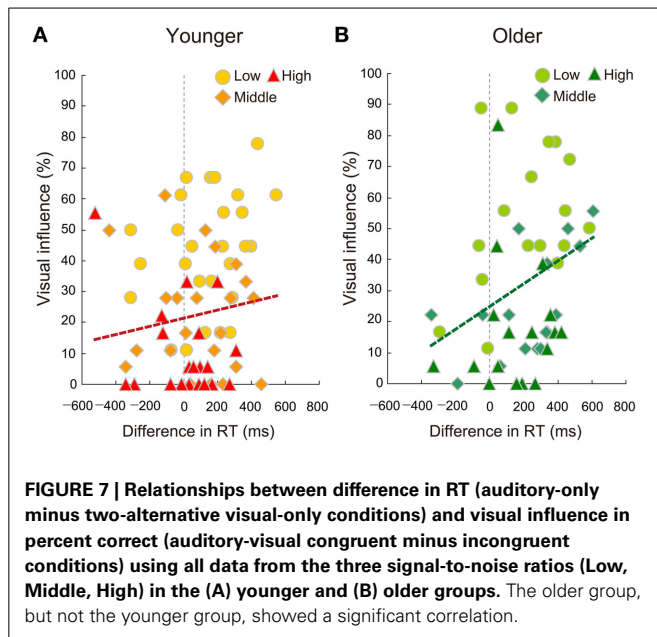 A Younger
Low High
Middle
100
90
80
70
60
50
40
30
20
10
0
Visual influence (%)
−600 −400 −200 0 200 400 600 800
Difference in RT (ms)
B Older
Low High
Middle
100
90
80
70
60
50
40
30
20
10
0
Visual influence (%)
−600 −400 −200 0 200 400 600 800
Difference in RT (ms)
FIGURE 7 | Relationships between difference in RT (auditory-only
minus two-alternative visual-only conditions) and visual influence in
percent correct (auditory-visual congruent minus incongruent
conditions) using all data from the three signal-to-noise ratios (Low,
Middle, High) in the (A) younger and (B) older groups. The older group,
but not the younger group, showed a significant correlation.